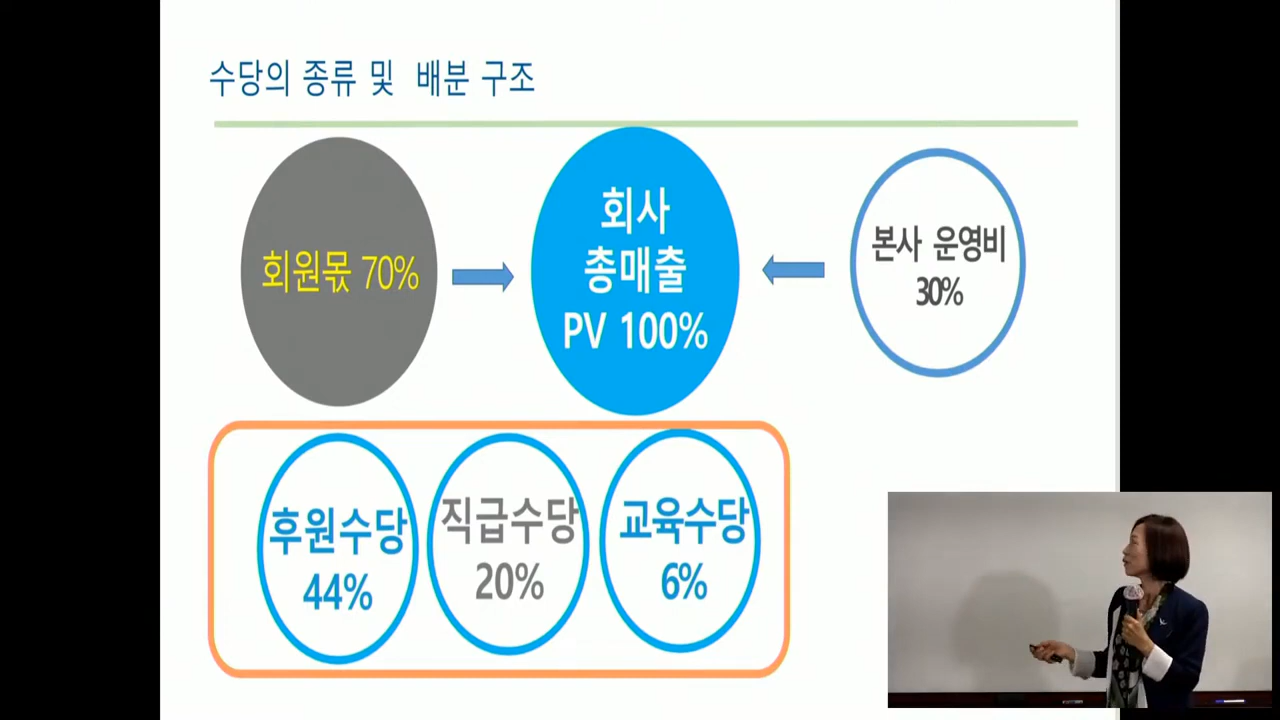 수당의 종류 및 배분 구조
회원몫 70%
회사
총매출
PV 100%
본사 운영비
30%
후원수당
44%
직급수당
20%
교육수당
6%